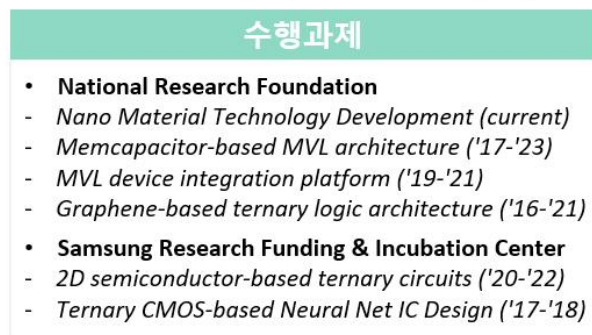 수행과제
• National Research Foundation
- Nano Material Technology Development (current)
- Memcapacitor-based MVL architecture ('17-'23)
- MVL device integration platform ('19-'21)
- Graphene-based ternary logic architecture ('16-'21)
• Samsung Research Funding & Incubation Center
- 2D semiconductor-based ternary circuits ('20-'22)
- Ternary CMOS-based Neural Net IC Design ('17-'18)